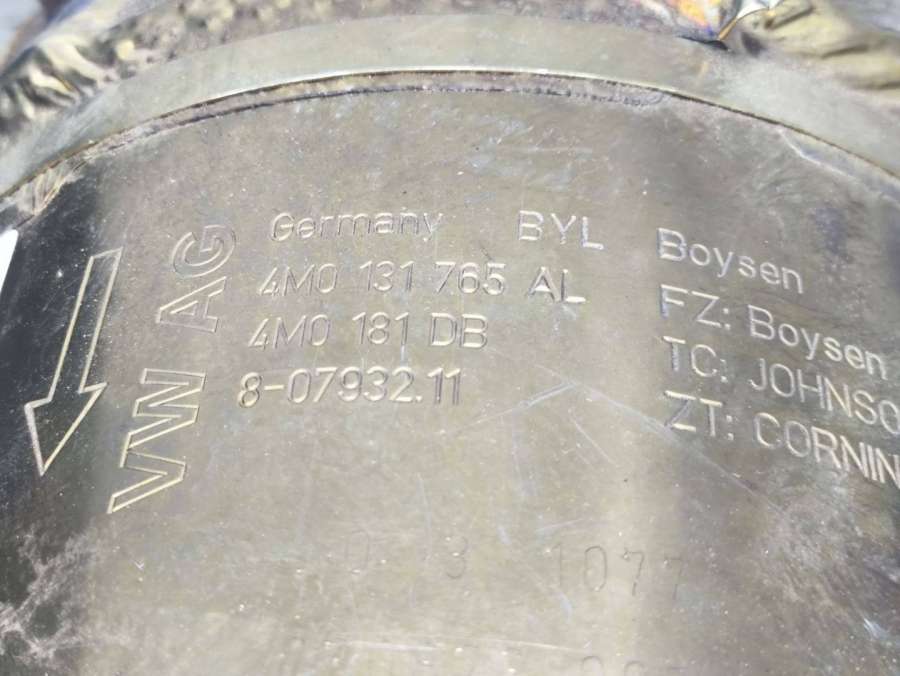 VW AG
Germany BYL
4M0 131 765 AL
4M0 181 DB
8-07932.11
Boysen
FZ: Boysen
TC: JOHNSO
ZT: CORNIN
1077